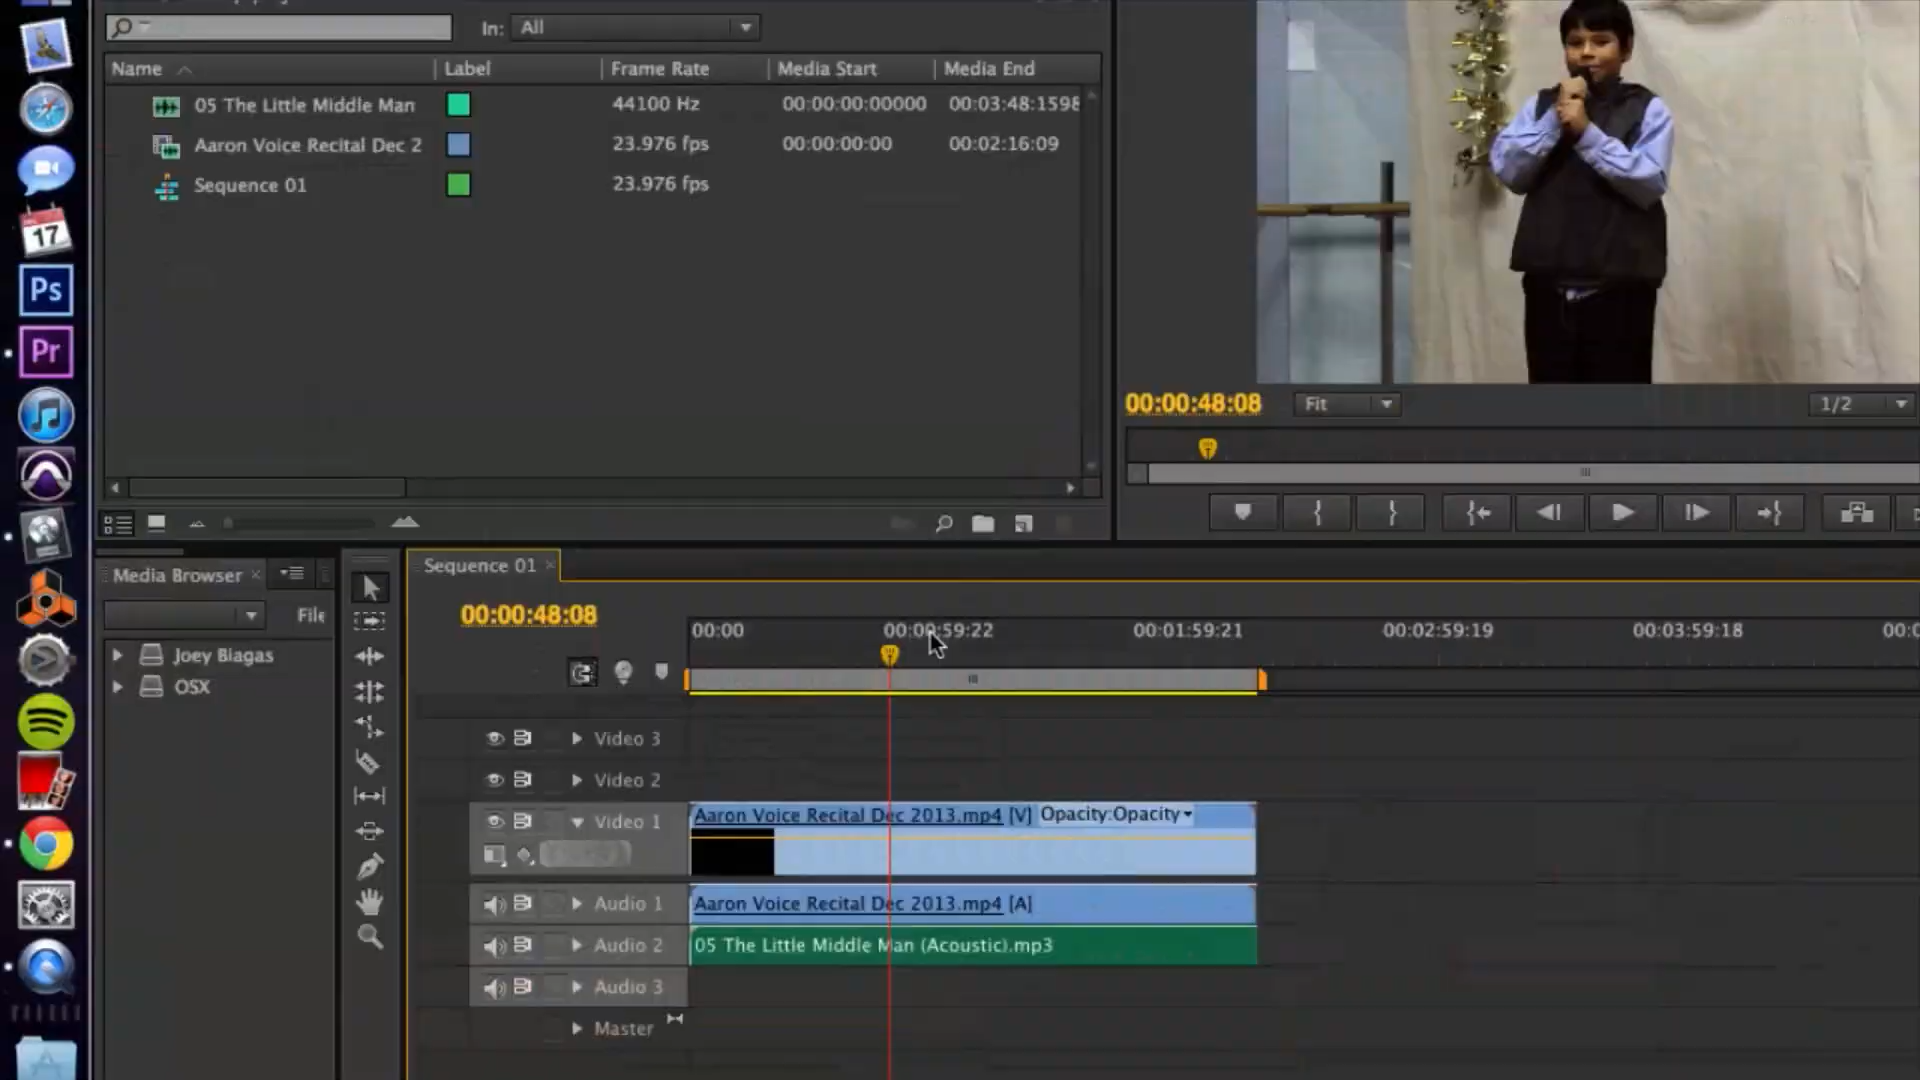 In: All
Name Label Frame Rate Media Start Media End
05 The Little Middle Man 44100 Hz 00:00:00:00000 00:03:48:1598
Aaron Voice Recital Dec 2 23.976 fps 00:00:00:00 00:02:16:09
Sequence 01 23.976 fps
17
Ps
Pr
00:00:48:08 Fit 1/2
Media Browser
File
Joey Biagas
OSX
Sequence 01
00:00:48:08
00:00 00:00:59:22 00:01:59:21 00:02:59:19 00:03:59:18 00:0
Video 3
Video 2
Video 1 Aaron Voice Recital Dec 2013.mp4 [V] Opacity:Opacity
Audio 1 Aaron Voice Recital Dec 2013.mp4 [A]
Audio 2 05 The Little Middle Man (Acoustic).mp3
Audio 3
Master